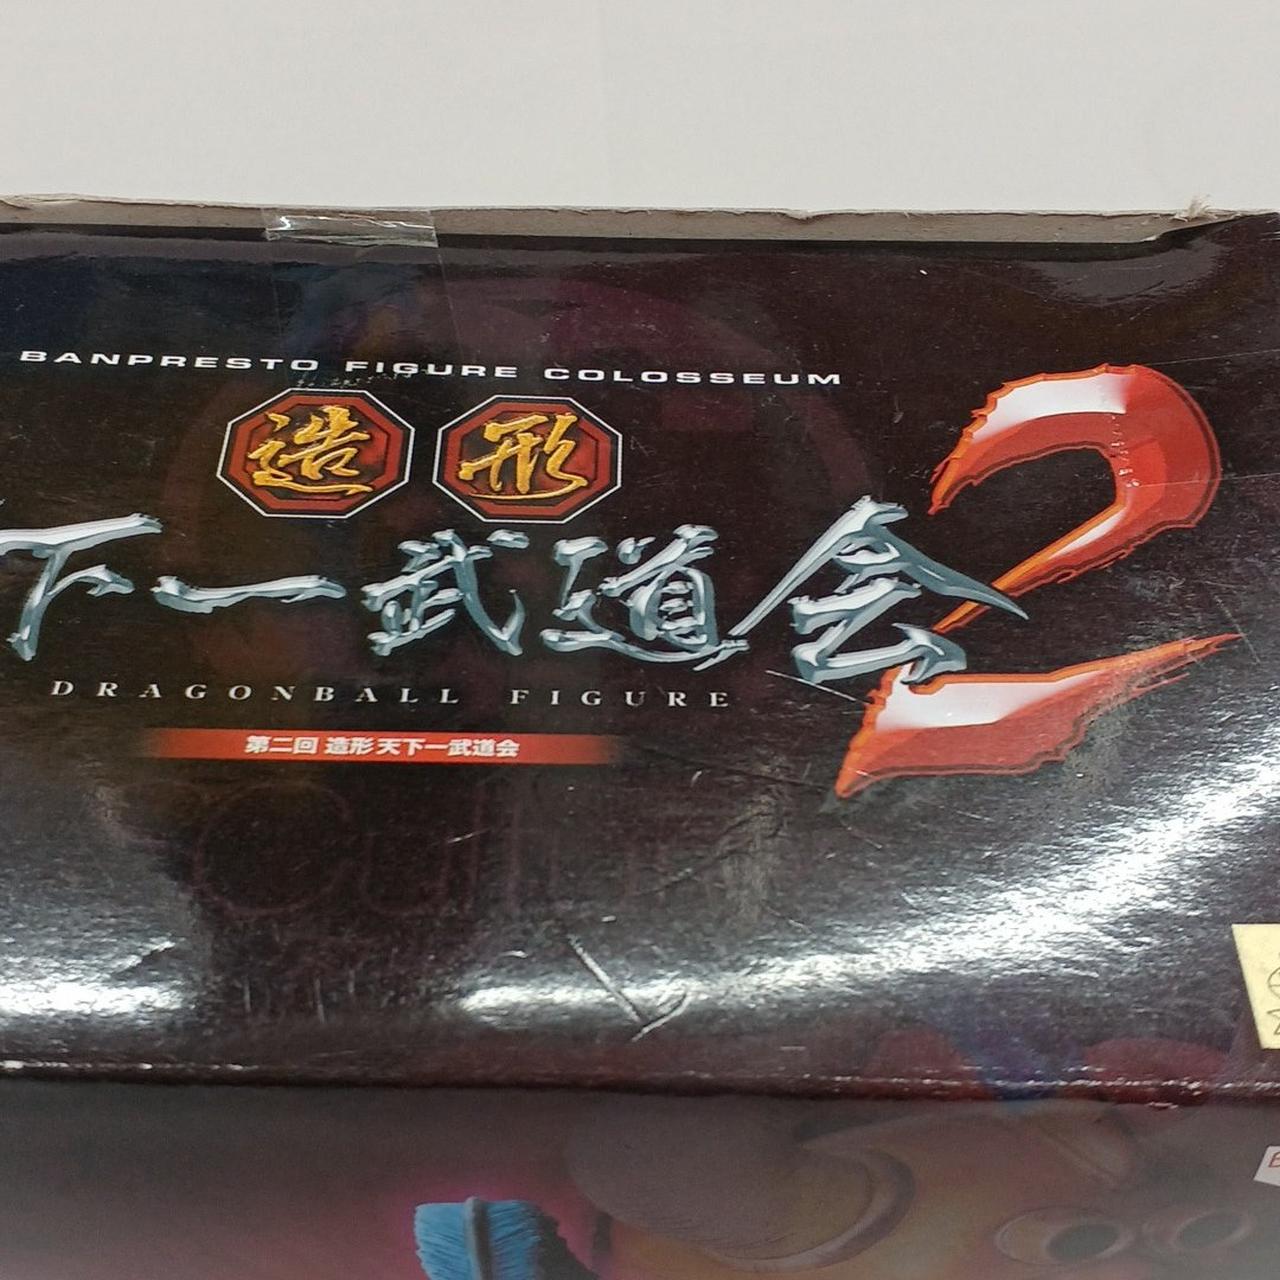 BANPRESTO FIGURE COLOSSEUM
造形
下一武道会2
DRAGONBALL FIGURE
第二回 造形 天下一武道会